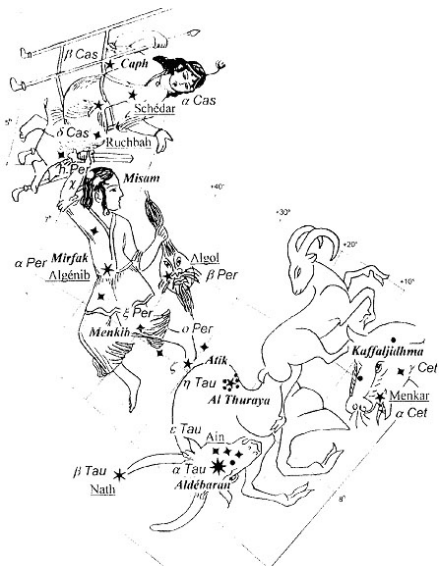 β Cas
Caph
α Cas
Schédar
δ Cas
Ruchbah
h Per
χ
Misam
+40°
+30°
+20°
+10°
Algol
β Per
α Per
Mirfak
Algénib
ξ Per
Menkib
ο Per
Atik
ζ
η Tau
Al Thuraya
Kaffaljidhma
γ Cet
Menkar
α Cet
ε Tau
Ain
α Tau
Aldébaran
β Tau
Nath